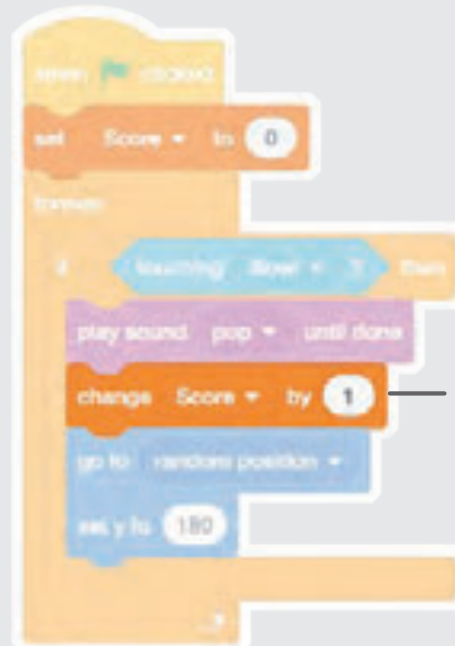 when clicked
set Score to 0
forever
if touching Bowl ? then
play sound pop until done
change Score by 1
go to random position
set y to 180